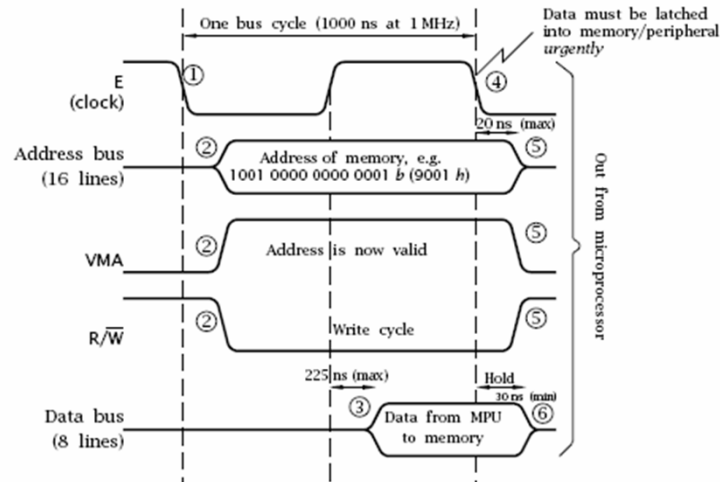 One bus cycle (1000 ns at 1 MHz)
Data must be latched
into memory/peripheral
urgently
E
(clock)
①
④
20 ns (max)
Address bus
(16 lines)
②
Address of memory, e.g.
1001 0000 0000 0001 b (9001 h)
⑤
VMA
②
Address is now valid
⑤
R/W̅
②
Write cycle
⑤
225 ns (max)
Hold
30 ns (min)
Data bus
(8 lines)
③
Data from MPU
to memory
⑥
Out from microprocessor